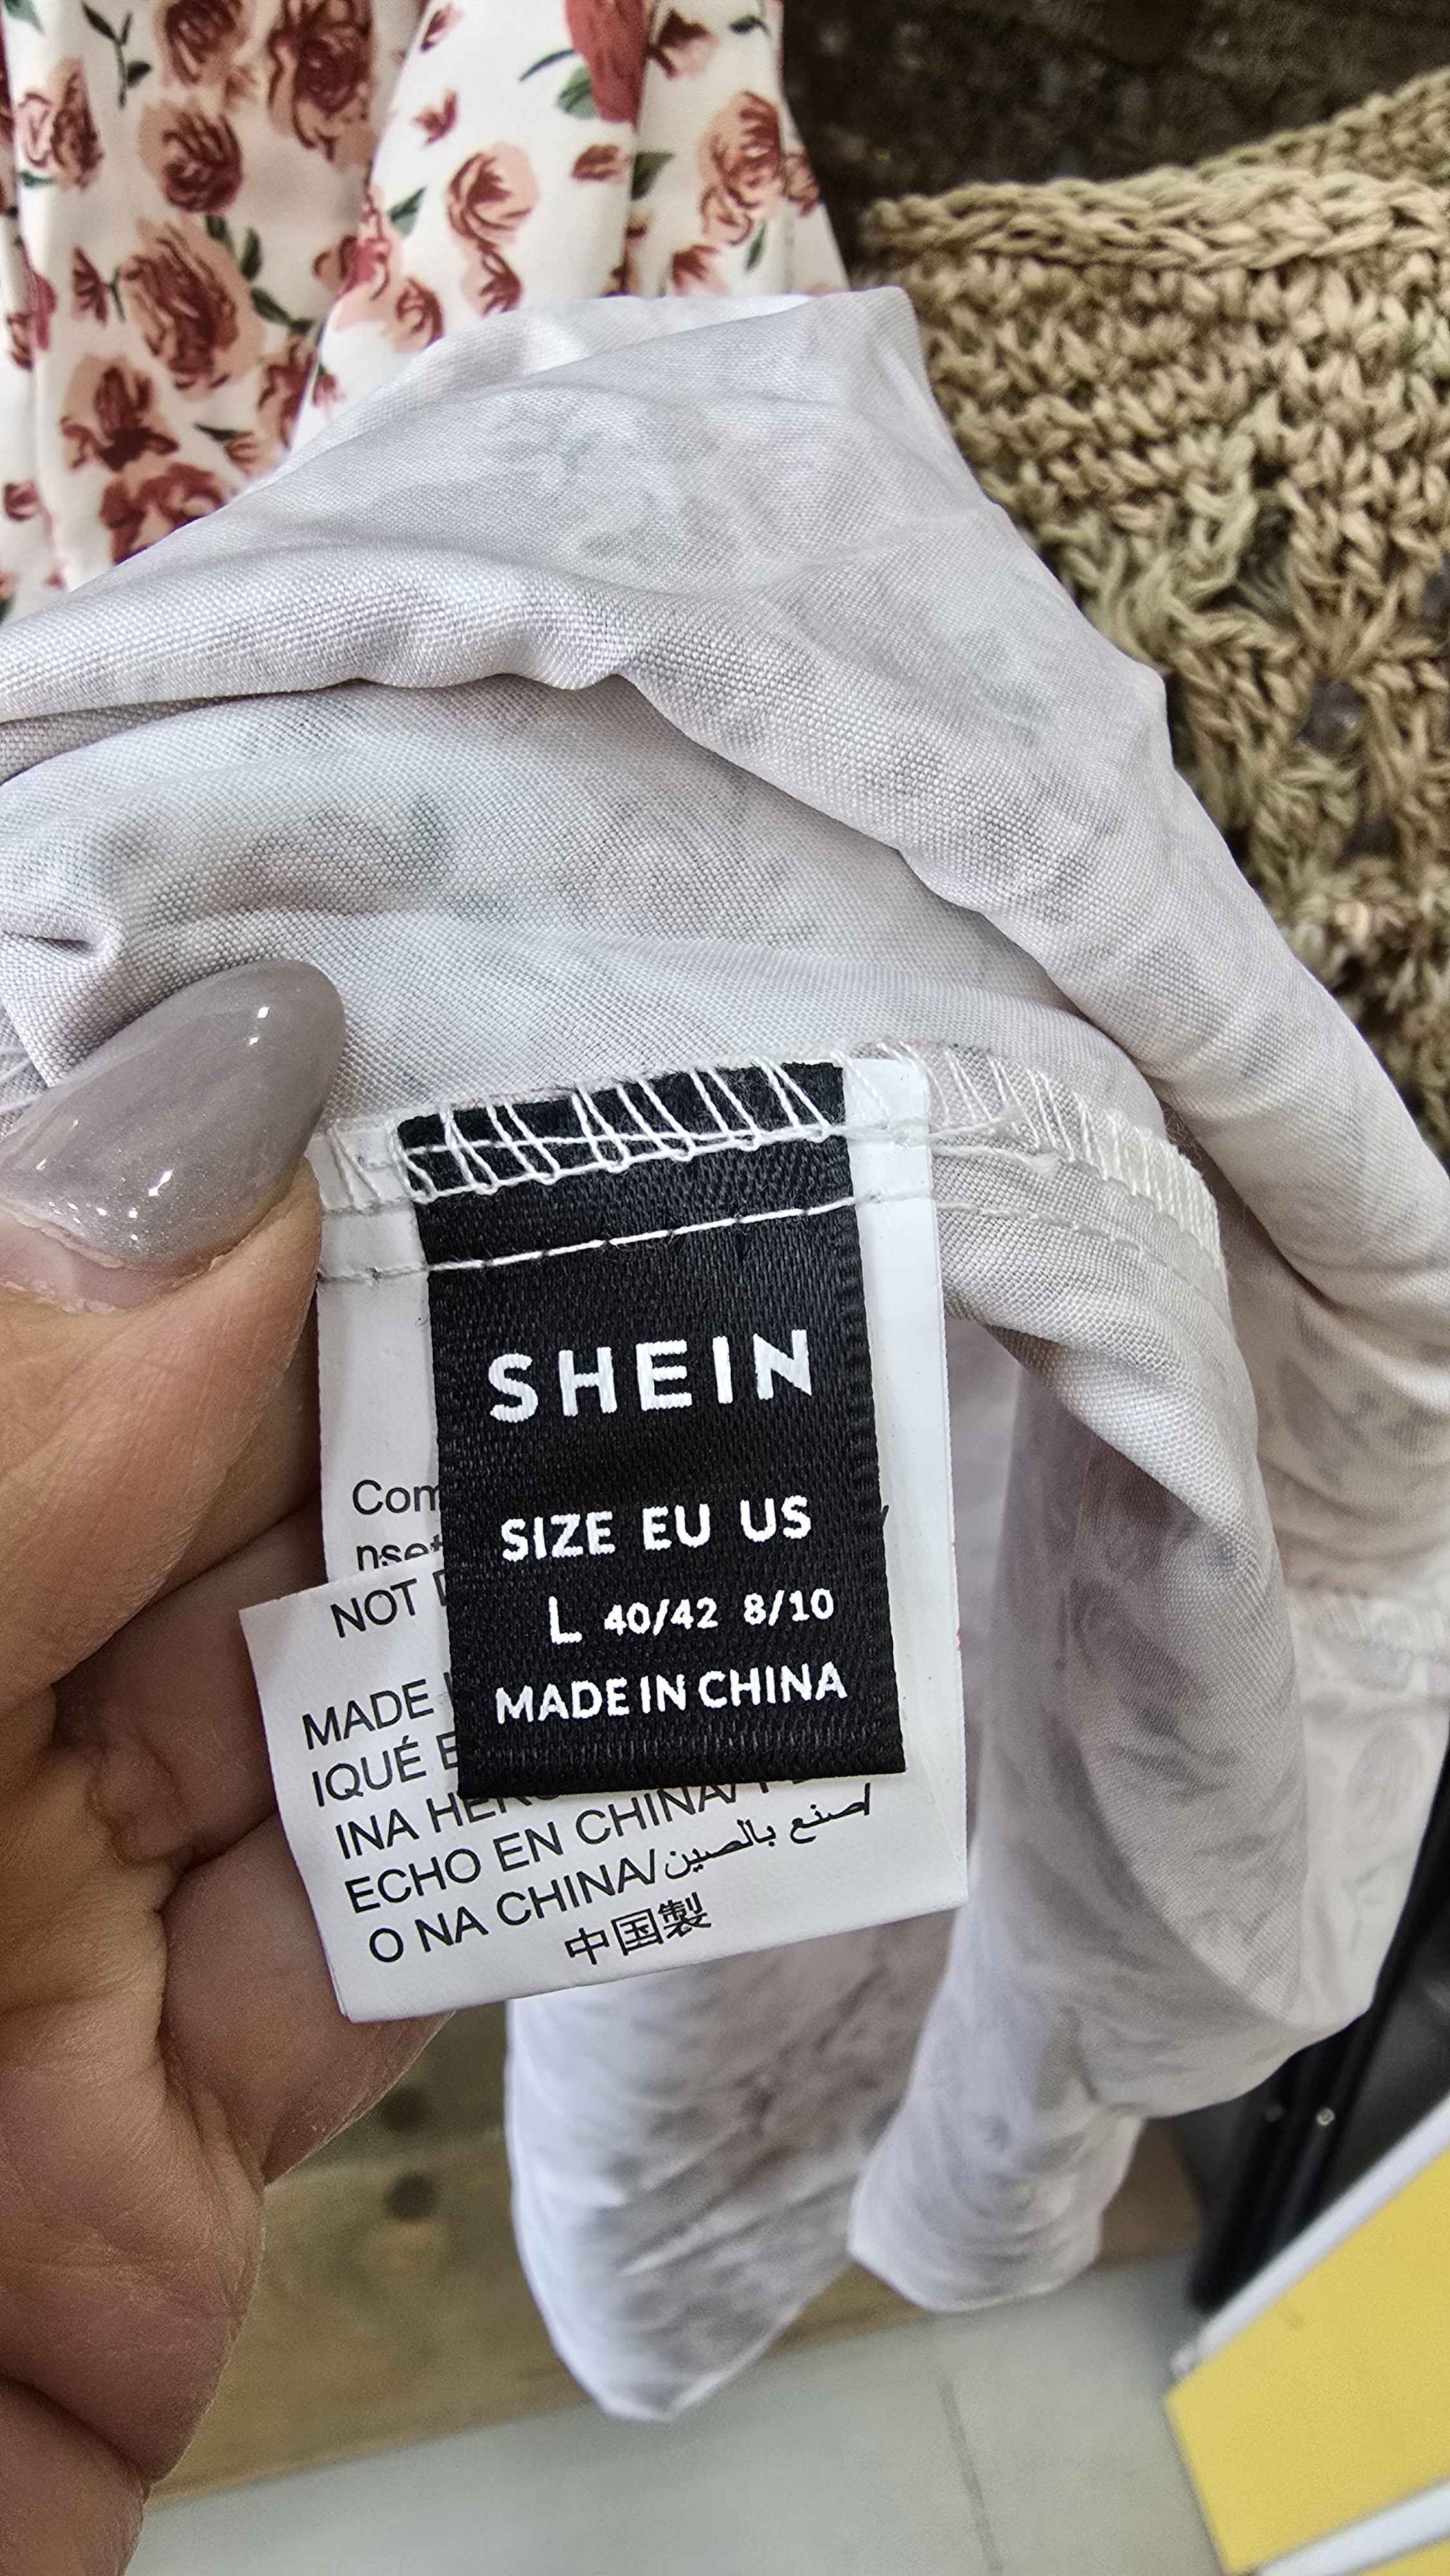 SHEIN
SIZE EU US
L 40/42 8/10
MADE IN CHINA
Com
NOT
MADE
IQUÉ E
INA HER
ECHO EN CHINA/
O NA CHINA/صنع بالصين/
中国製